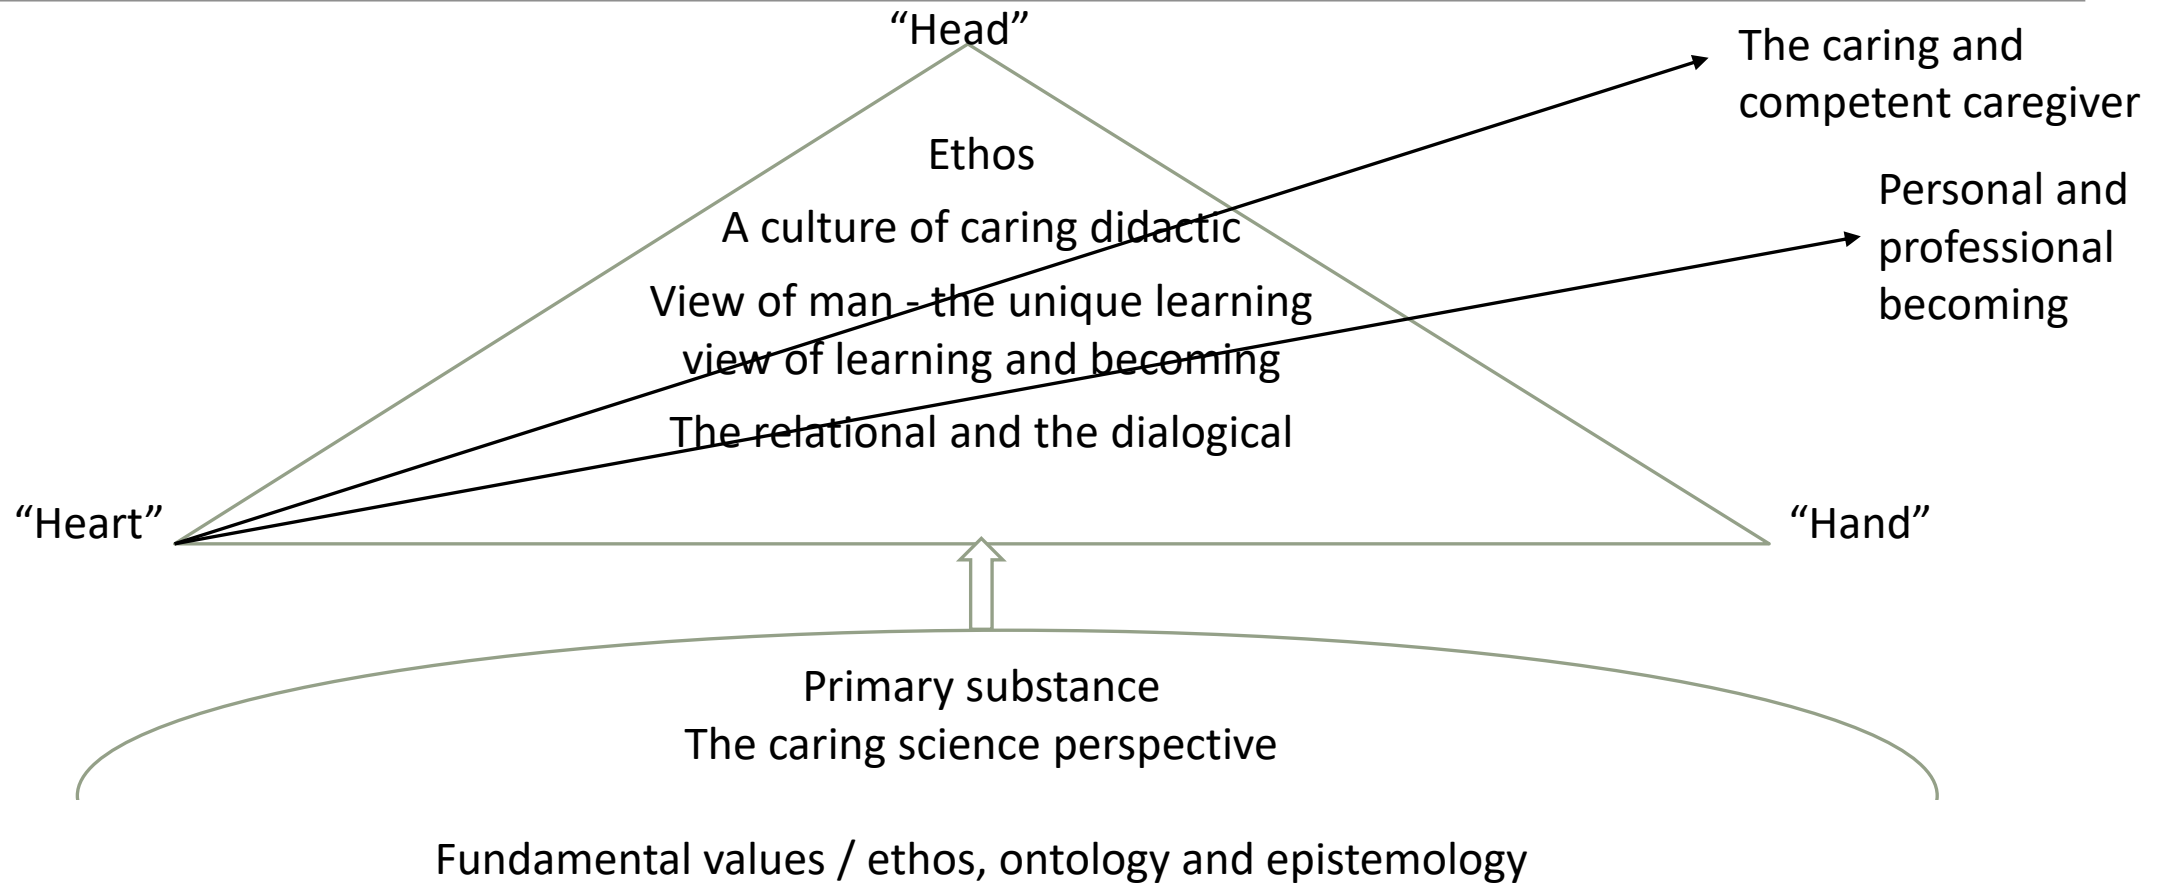 “Head”
The caring and
competent caregiver
Ethos
Personal and
professional
becoming
A culture of caring didactic
View of man - the unique learning
view of learning and becoming
The relational and the dialogical
“Heart”
“Hand”
Primary substance
The caring science perspective
Fundamental values / ethos, ontology and epistemology